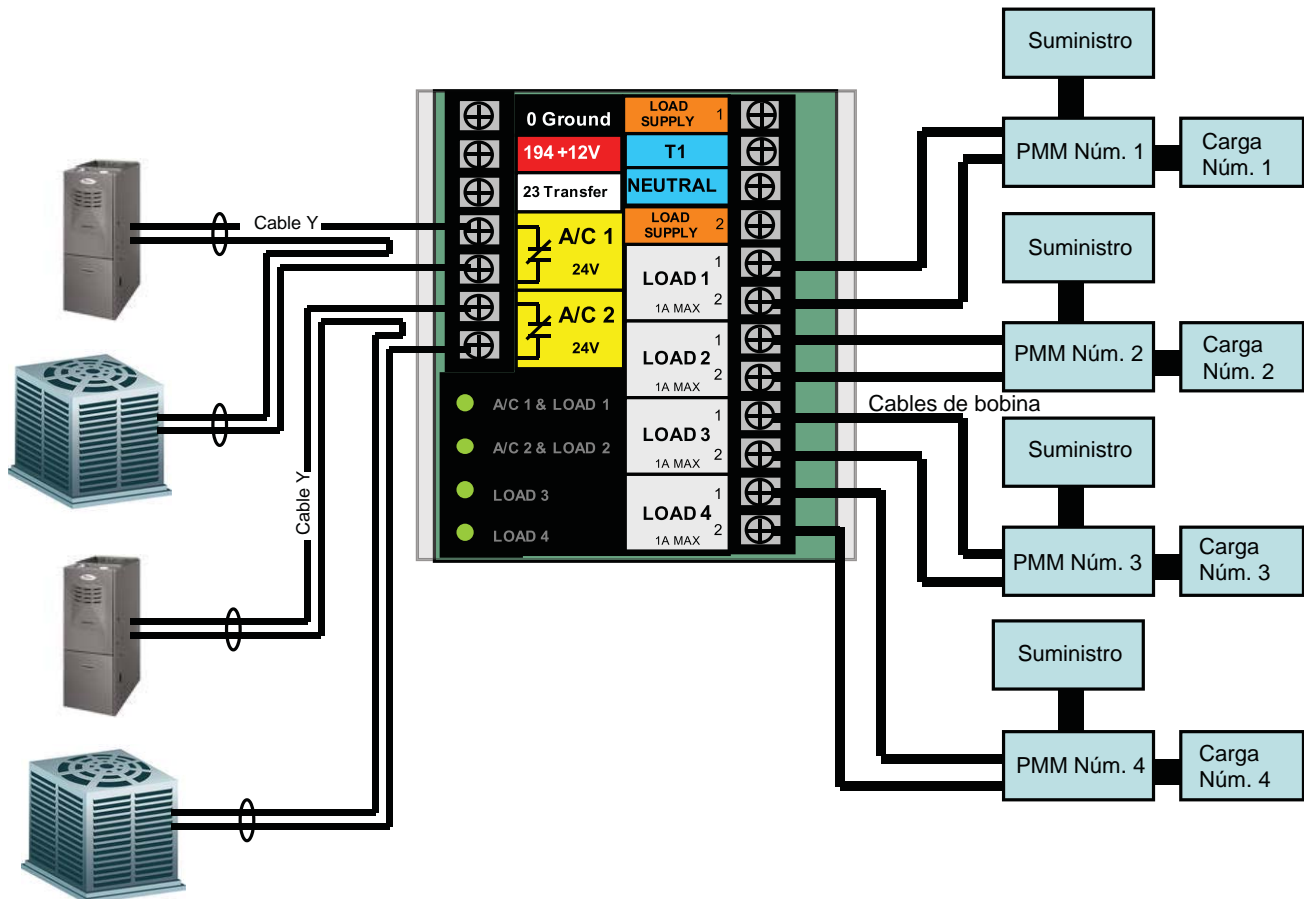 Suministro
PMM Núm. 1
Carga
Núm. 1
Suministro
PMM Núm. 2
Carga
Núm. 2
Cables de bobina
Suministro
PMM Núm. 3
Carga
Núm. 3
Suministro
PMM Núm. 4
Carga
Núm. 4
Cable Y
Cable Y
0 Ground
194 +12V
23 Transfer
A/C 1
24V
A/C 2
24V
A/C 1 & LOAD 1
A/C 2 & LOAD 2
LOAD 3
LOAD 4
LOAD
SUPPLY 1
T1
NEUTRAL
LOAD
SUPPLY 2
1
LOAD 1
1A MAX 2
1
LOAD 2
2
1A MAX
1
LOAD 3
1A MAX 2
1
LOAD 4
1A MAX 2